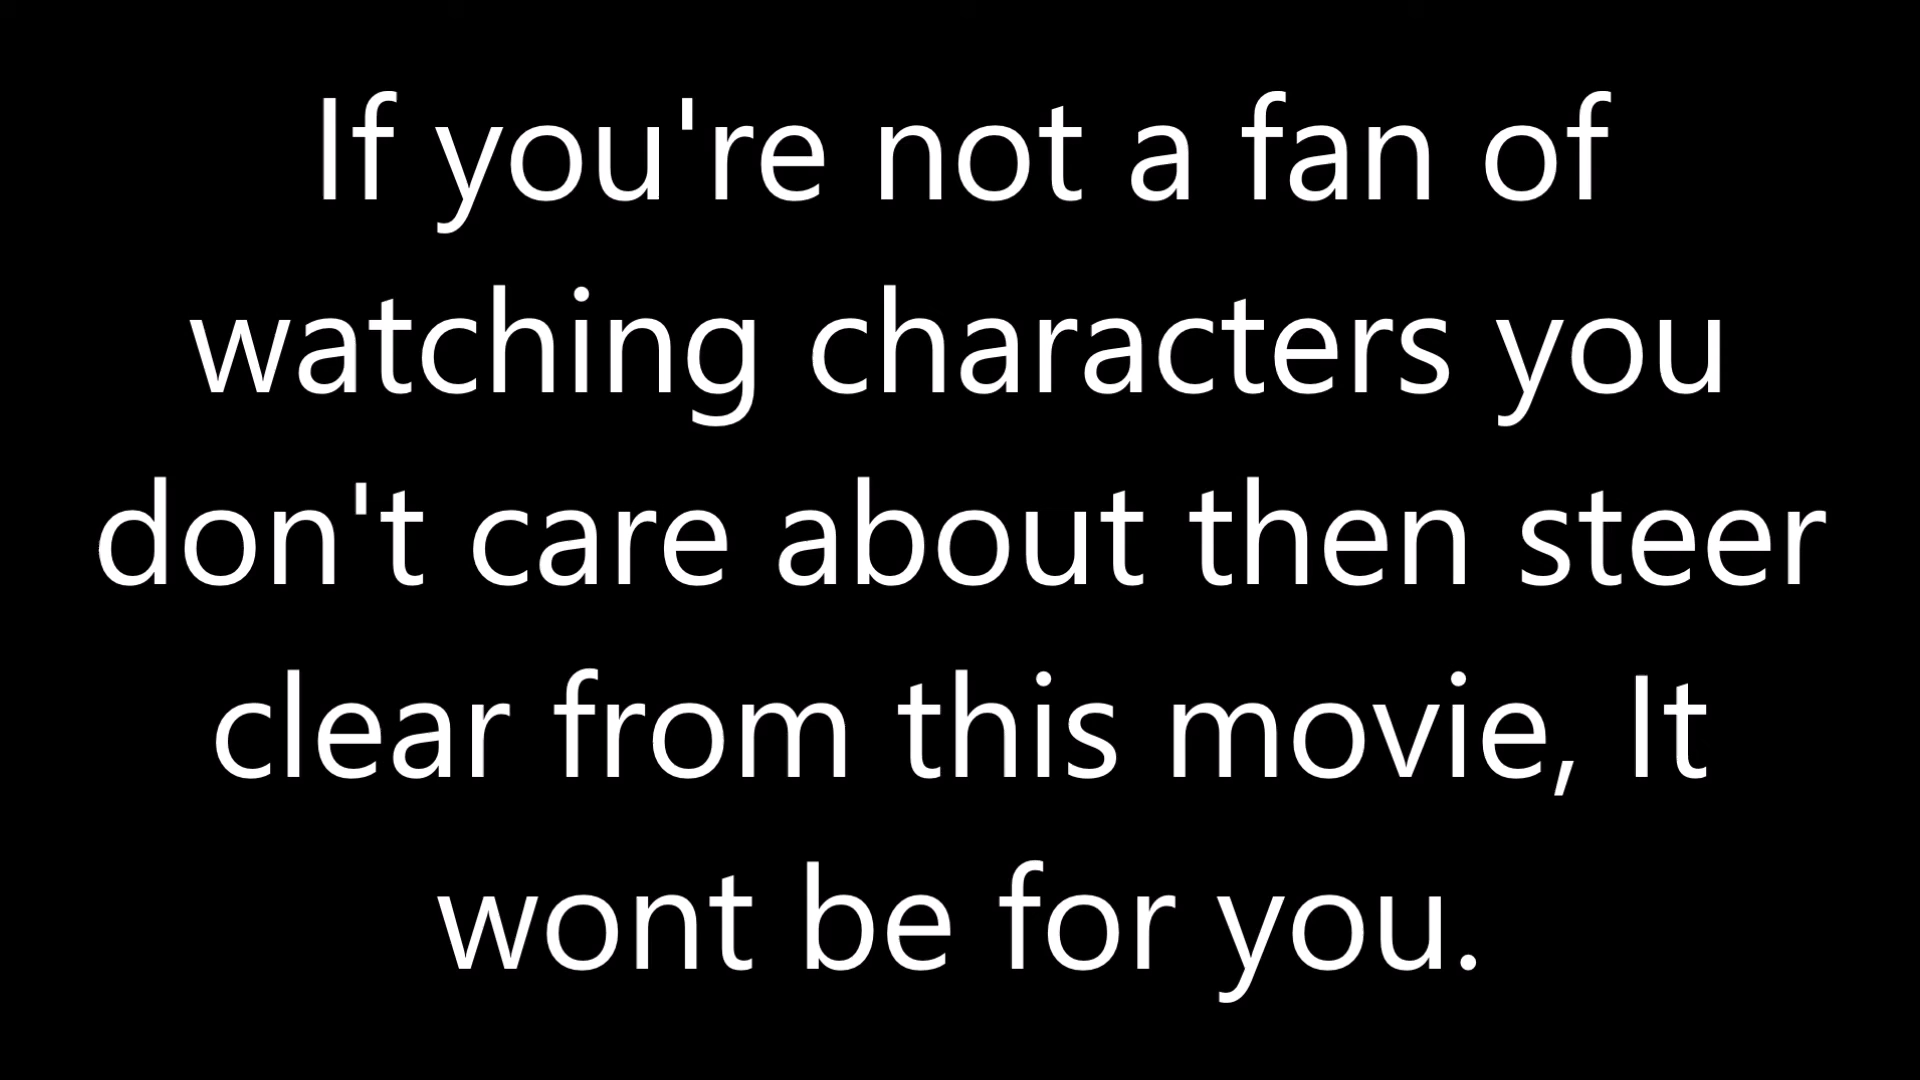 If you're not a fan of
watching characters you
don't care about then steer
clear from this movie, It
wont be for you.